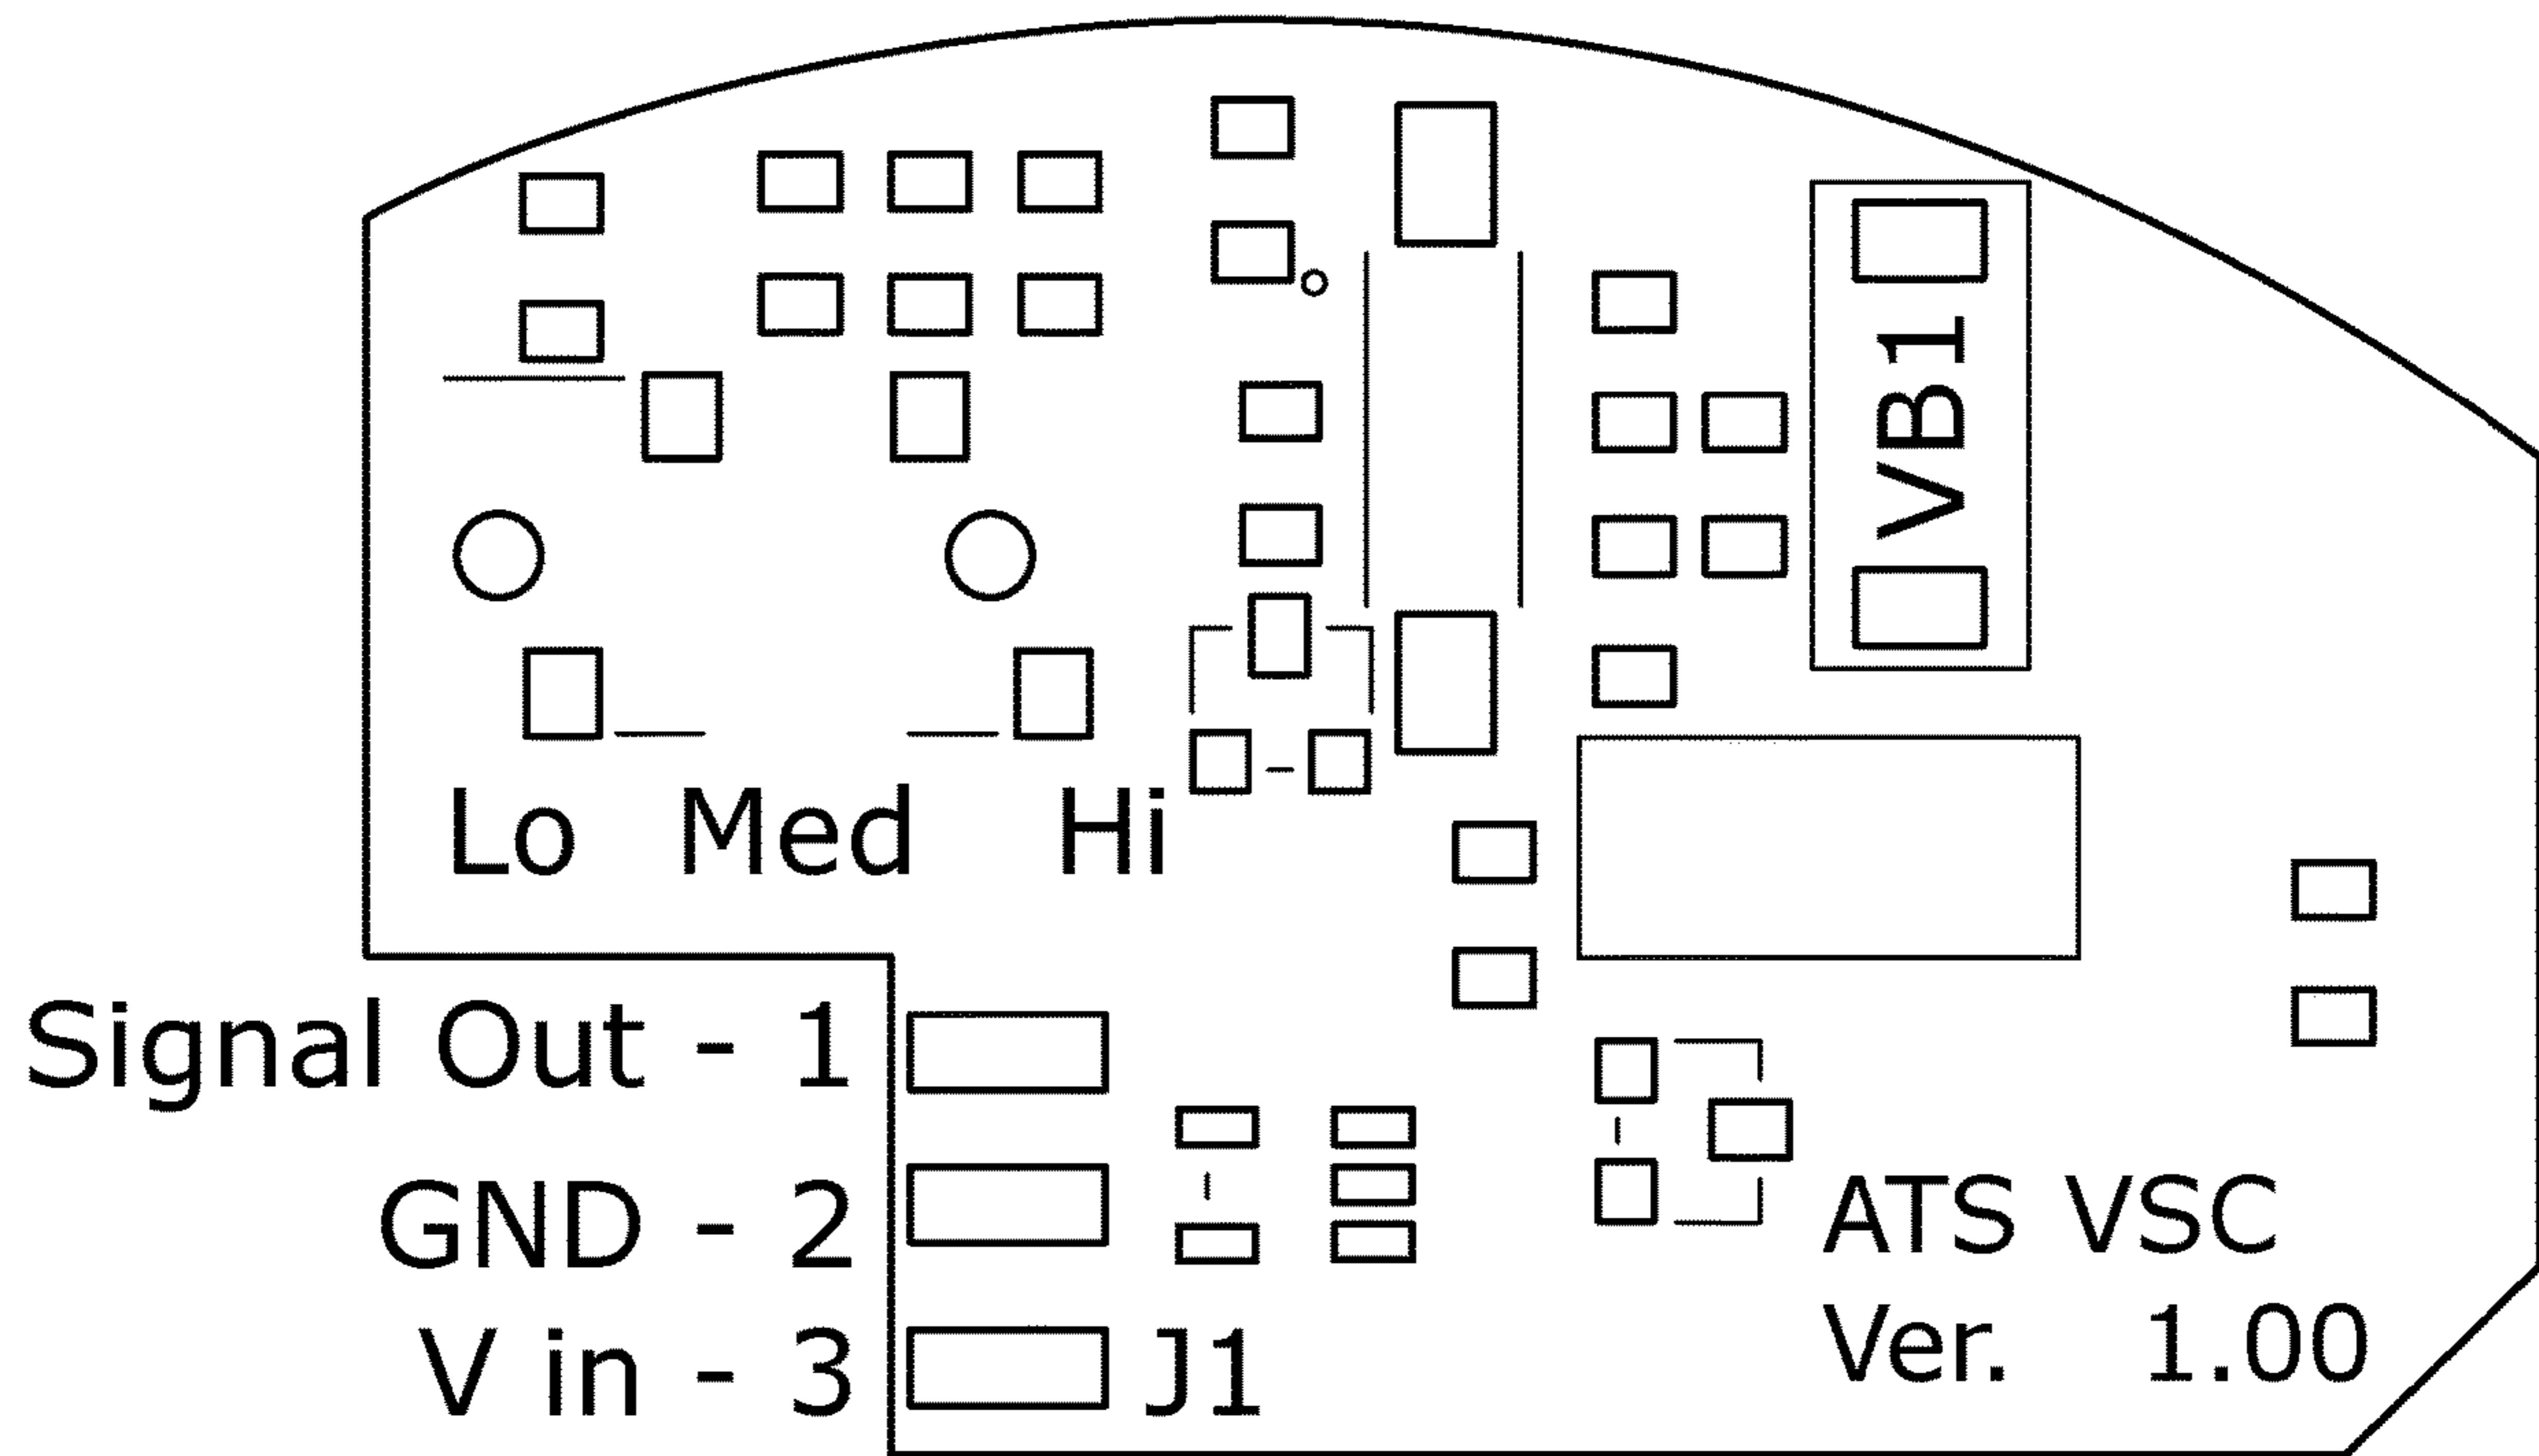 VB1
Lo Med Hi
Signal Out - 1
GND - 2
V in - 3
J1
ATS VSC
Ver. 1.00